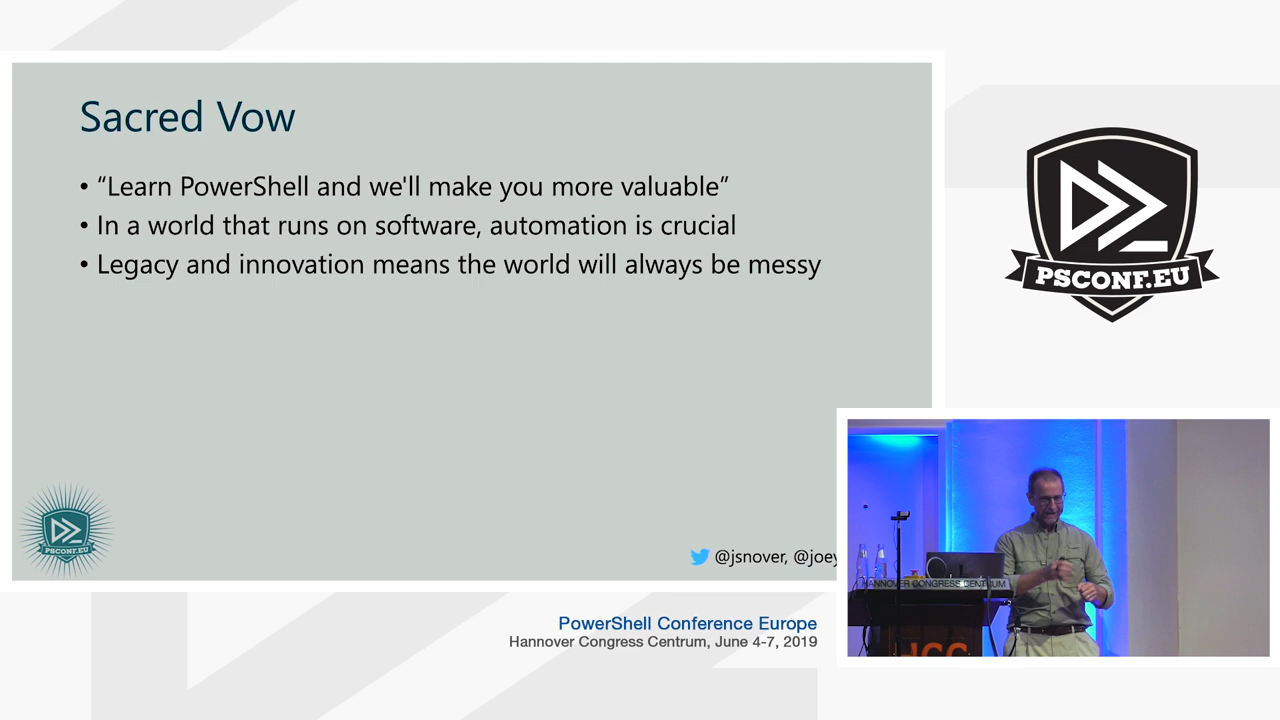 Sacred Vow
• “Learn PowerShell and we'll make you more valuable”
• In a world that runs on software, automation is crucial
• Legacy and innovation means the world will always be messy
PSCONF.EU
@jsnover, @joey
PSCONF.EU
HANNOVER CONGRESS CENTRUM
HCC
PowerShell Conference Europe
Hannover Congress Centrum, June 4-7, 2019